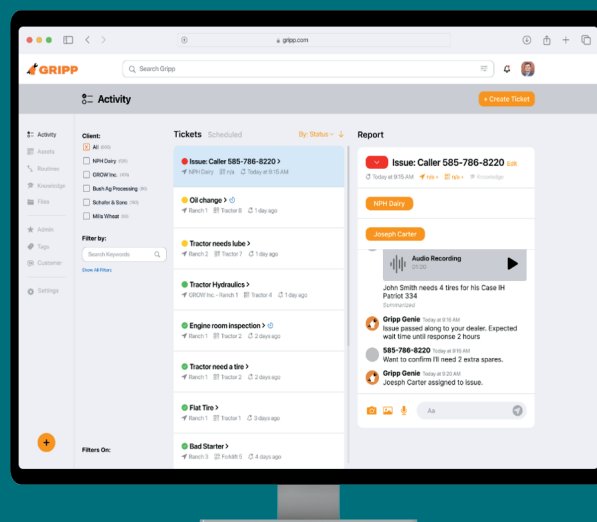 gripp.com
GRIPP
Search Gripp
Activity
+ Create Ticket
Activity
Assets
Routines
Knowledge
Files
Admin
Tags
Customer
Settings
Client:
All
NPH Dairy
GROW Inc.
Bush Ag Processing
Schafer & Sons
Mila Wheat
Filter by:
Search Keywords
Show All Filters
Filters On:
Tickets Scheduled By: Status
Issue: Caller 585-786-8220 >
NPH Dairy n/a Today at 9:15 AM
Oil change >
Ranch 1 Tractor 8 1 day ago
Tractor needs lube >
Ranch 2 Tractor 7 1 day ago
Tractor Hydraulics >
GROW Inc. - Ranch 1 Tractor 4 1 day ago
Engine room inspection >
Ranch 1 Tractor 2 2 days ago
Tractor need a tire >
Ranch 1 Tractor 2 2 days ago
Flat Tire >
Ranch 1 Tractor 1 3 days ago
Bad Starter >
Ranch 3 Forklift 5 4 days ago
Report
Issue: Caller 585-786-8220 Edit
Today at 9:15 AM n/a n/a Knowledge
NPH Dairy
Joseph Carter
Audio Recording
01:20
John Smith needs 4 tires for his Case IH
Patriot 334
Summarized
Gripp Genie Today at 9:15 AM
Issue passed along to your dealer. Expected
wait time until response 2 hours
585-786-8220 Today at 9:19 AM
Want to confirm I'll need 2 extra spares.
Gripp Genie Today at 9:20 AM
Joesph Carter assigned to issue.
Aa